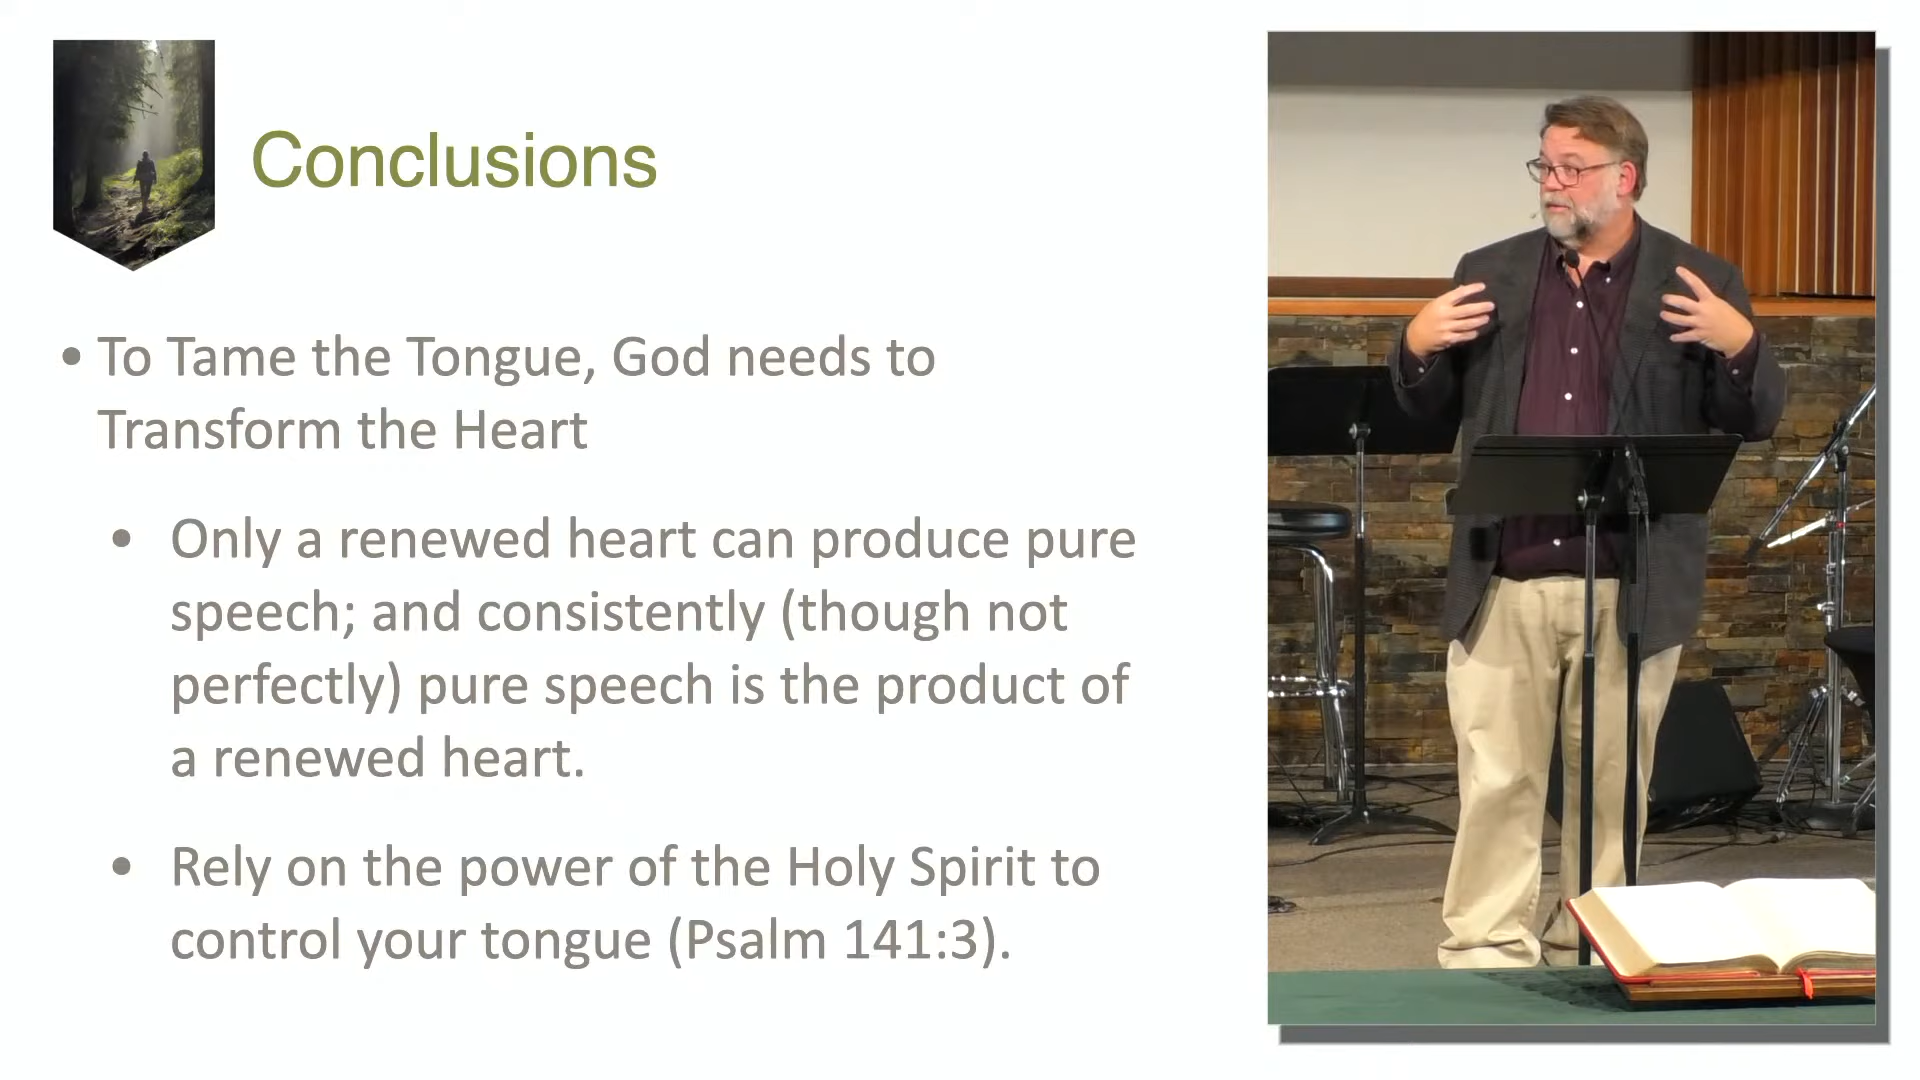 Conclusions
• To Tame the Tongue, God needs to
Transform the Heart
• Only a renewed heart can produce pure
speech; and consistently (though not
perfectly) pure speech is the product of
a renewed heart.
• Rely on the power of the Holy Spirit to
control your tongue (Psalm 141:3).